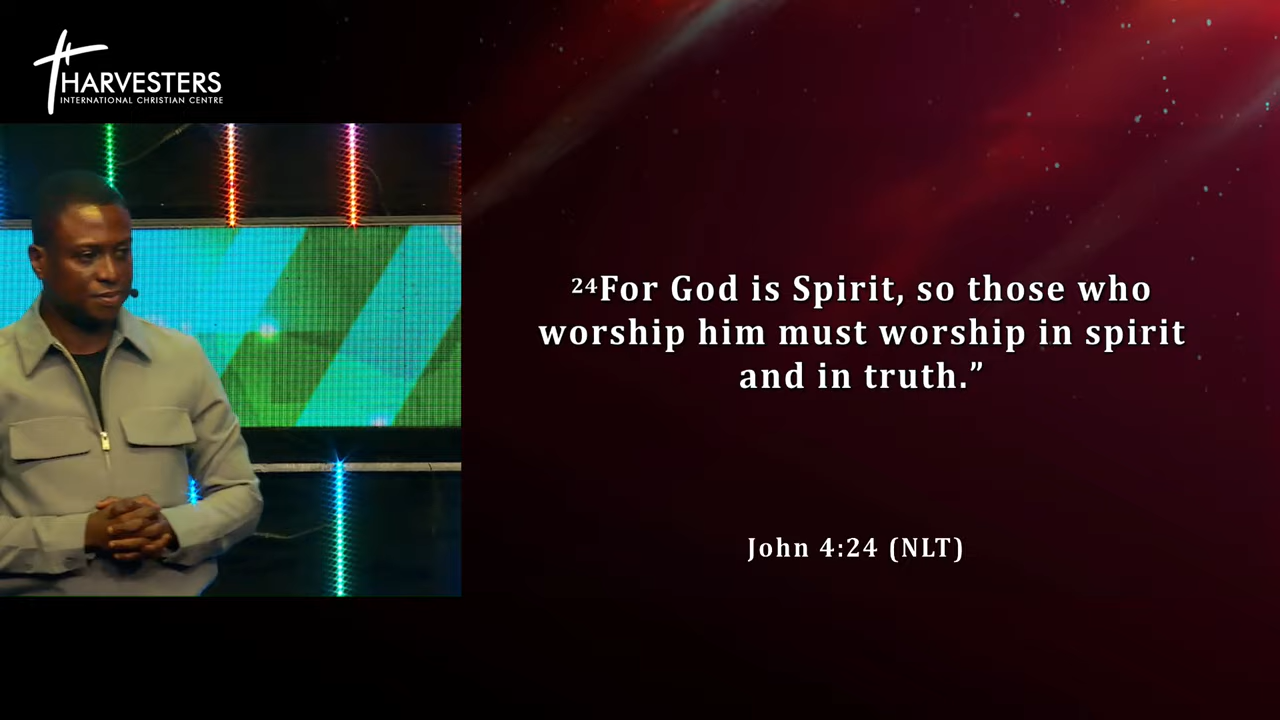 HARVESTERS
INTERNATIONAL CHRISTIAN CENTRE
²⁴For God is Spirit, so those who
worship him must worship in spirit
and in truth.”
John 4:24 (NLT)